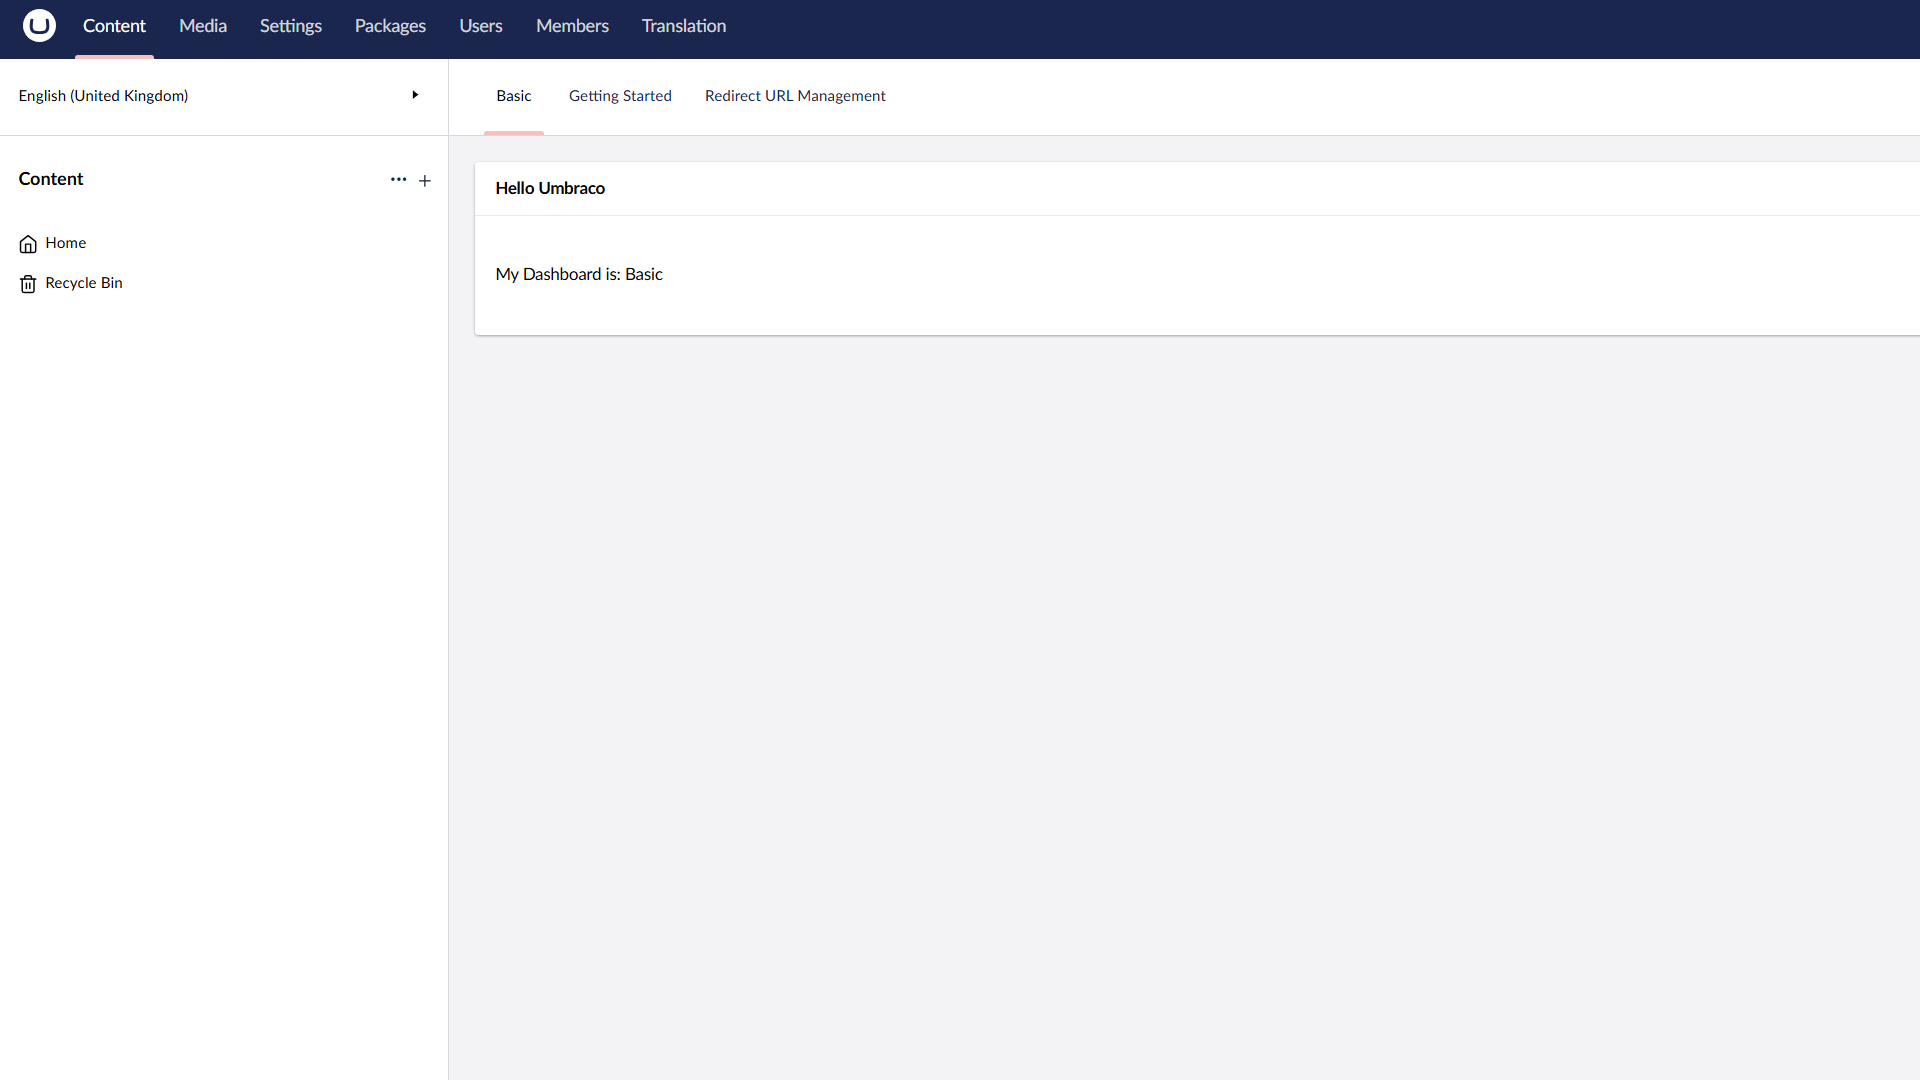 Content Media Settings Packages Users Members Translation
English (United Kingdom)
Basic Getting Started Redirect URL Management
Content
Home
Recycle Bin
Hello Umbraco
My Dashboard is: Basic